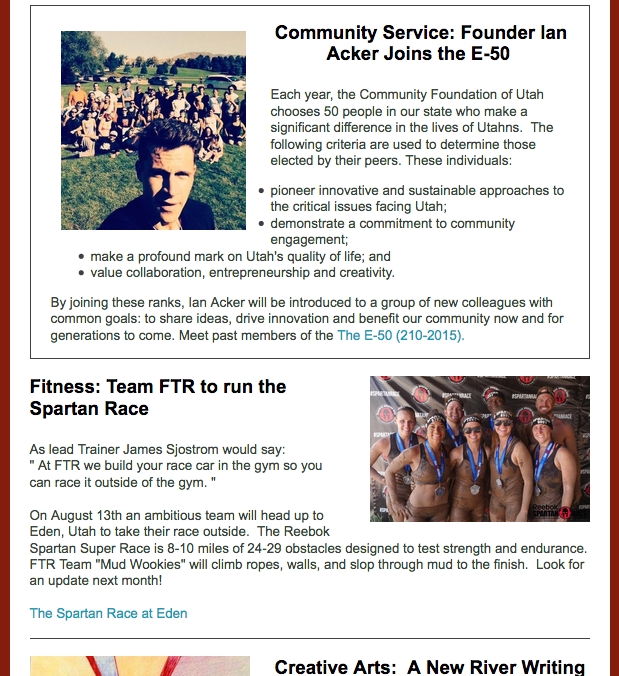 Community Service: Founder Ian
Acker Joins the E-50
Each year, the Community Foundation of Utah
chooses 50 people in our state who make a
significant difference in the lives of Utahns.  The
following criteria are used to determine those
elected by their peers. These individuals:
• pioneer innovative and sustainable approaches to
the critical issues facing Utah;
• demonstrate a commitment to community
engagement;
• make a profound mark on Utah's quality of life; and
• value collaboration, entrepreneurship and creativity.
By joining these ranks, Ian Acker will be introduced to a group of new colleagues with
common goals: to share ideas, drive innovation and benefit our community now and for
generations to come. Meet past members of the The E-50 (210-2015).
Fitness: Team FTR to run the
Spartan Race
As lead Trainer James Sjostrom would say:
" At FTR we build your race car in the gym so you
can race it outside of the gym. "
On August 13th an ambitious team will head up to
Eden, Utah to take their race outside.  The Reebok
Spartan Super Race is 8-10 miles of 24-29 obstacles designed to test strength and endurance.
FTR Team "Mud Wookies" will climb ropes, walls, and slop through mud to the finish.  Look for
an update next month!
The Spartan Race at Eden
#SPARTANRACE
Reebok
SPARTAN
Creative Arts:  A New River Writing